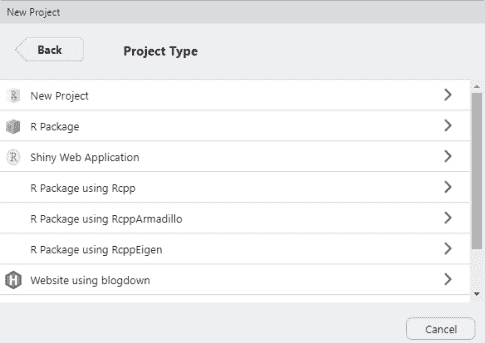 New Project
Back
Project Type
New Project
R Package
Shiny Web Application
R Package using Rcpp
R Package using RcppArmadillo
R Package using RcppEigen
Website using blogdown
Cancel